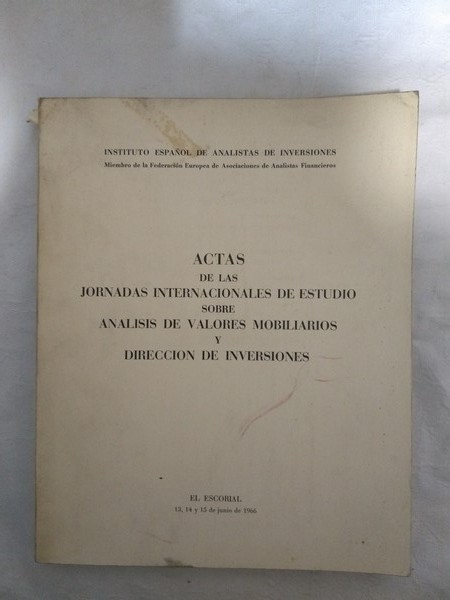 INSTITUTO ESPAÑOL DE ANALISTAS DE INVERSIONES
Miembro de la Federación Europea de Asociaciones de Analistas Financieros
ACTAS
DE LAS
JORNADAS INTERNACIONALES DE ESTUDIO
SOBRE
ANALISIS DE VALORES MOBILIARIOS
Y
DIRECCION DE INVERSIONES
EL ESCORIAL
13, 14 y 15 de junio de 1966